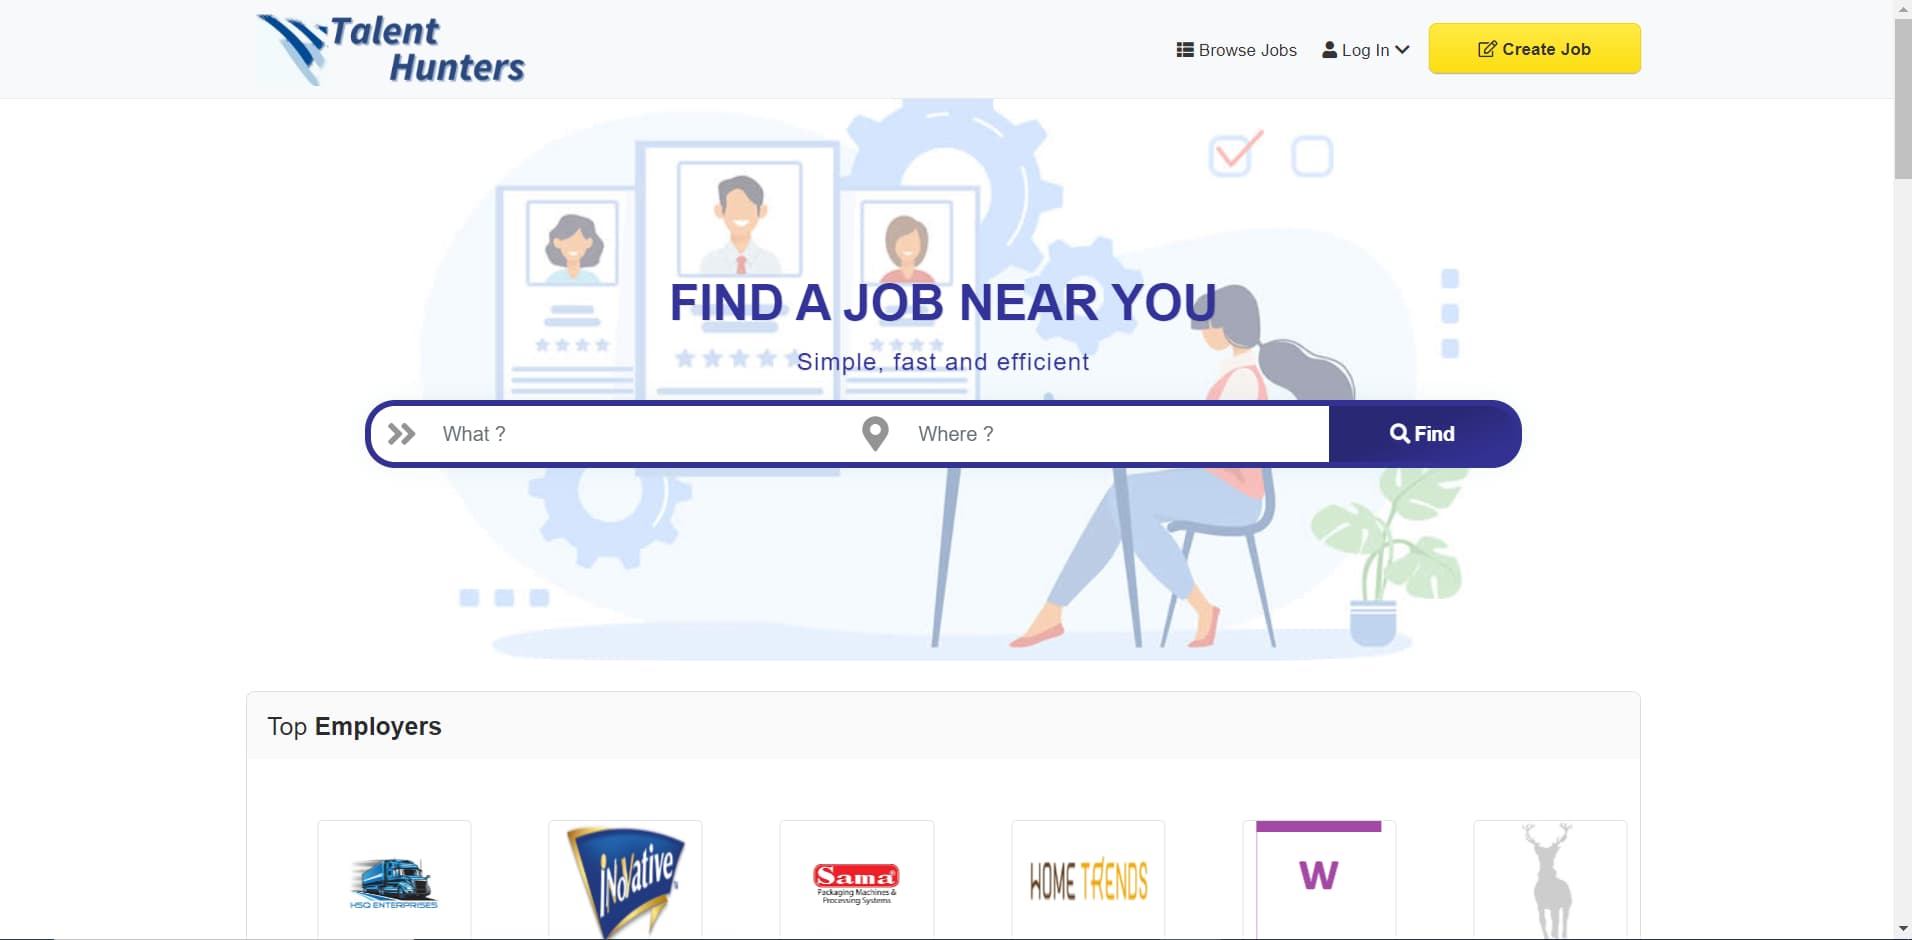 Talent
Hunters
Browse Jobs
Log In
Create Job
FIND A JOB NEAR YOU
Simple, fast and efficient
What ?
Where ?
Find
Top Employers
HSQ ENTERPRISES
iNoVative
Sama
Packaging Machines &
Processing Systems
HOME TRENDS
W